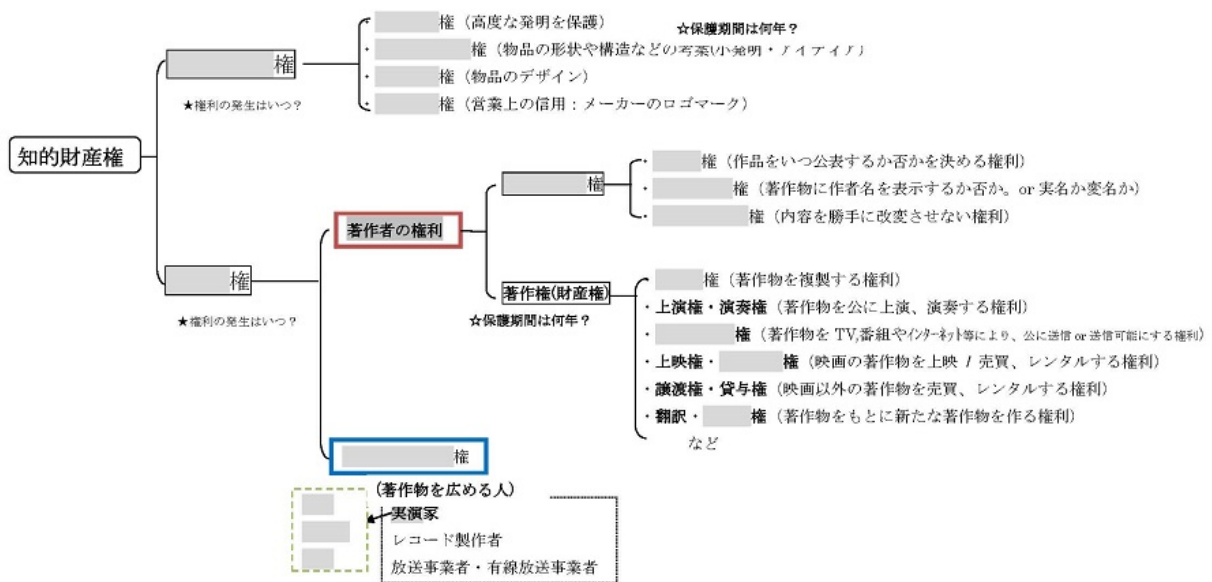 権（高度な発明を保護）
☆保護期間は何年？
・ 権（物品の形状や構造などの考案(小発明・アイディア)
権
・ 権（物品のデザイン）
★権利の発生はいつ？
・ 権（営業上の信用：メーカーのロゴマーク）
知的財産権
・ 権（作品をいつ公表するか否かを決める権利）
権
・ 権（著作物に作者名を表示するか否か。or 実名か変名か）
・ 権（内容を勝手に改変させない権利）
著作者の権利
権
★権利の発生はいつ？
著作権(財産権)
☆保護期間は何年？
・ 権（著作物を複製する権利）
・上演権・演奏権（著作物を公に上演、演奏する権利）
・ 権（著作物を TV,番組やインターネット等により、公に送信 or 送信可能にする権利）
・上映権・ 権（映画の著作物を上映 / 売買、レンタルする権利）
・譲渡権・貸与権（映画以外の著作物を売買、レンタルする権利）
・翻訳・ 権（著作物をもとに新たな著作物を作る権利）
など
権
(著作物を広める人)
実演家
レコード製作者
放送事業者・有線放送事業者